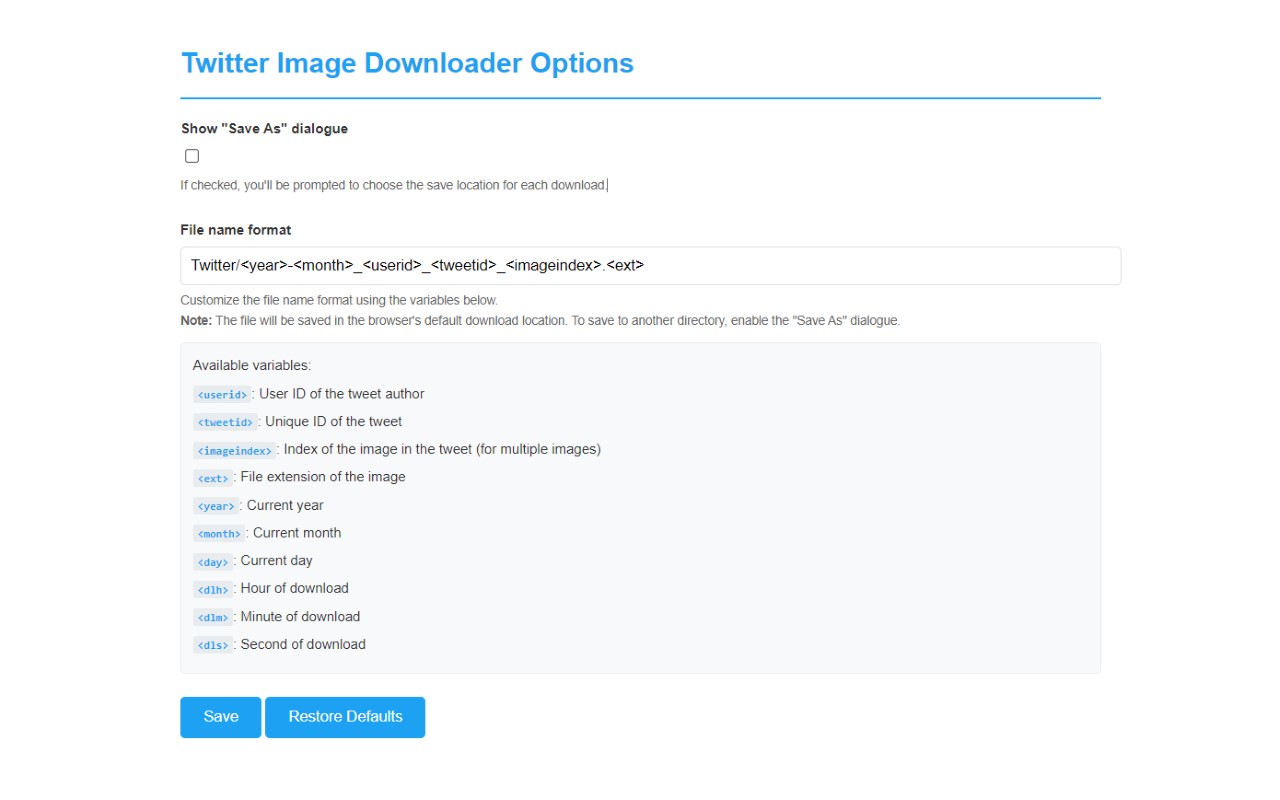 Twitter Image Downloader Options
Show "Save As" dialogue
If checked, you'll be prompted to choose the save location for each download.
File name format
Twitter/<year>-<month>_<userid>_<tweetid>_<imageindex>.<ext>
Customize the file name format using the variables below.
Note: The file will be saved in the browser's default download location. To save to another directory, enable the "Save As" dialogue.
Available variables:
<userid>: User ID of the tweet author
<tweetid>: Unique ID of the tweet
<imageindex>: Index of the image in the tweet (for multiple images)
<ext>: File extension of the image
<year>: Current year
<month>: Current month
<day>: Current day
<dlh>: Hour of download
<dlm>: Minute of download
<dls>: Second of download
Save Restore Defaults